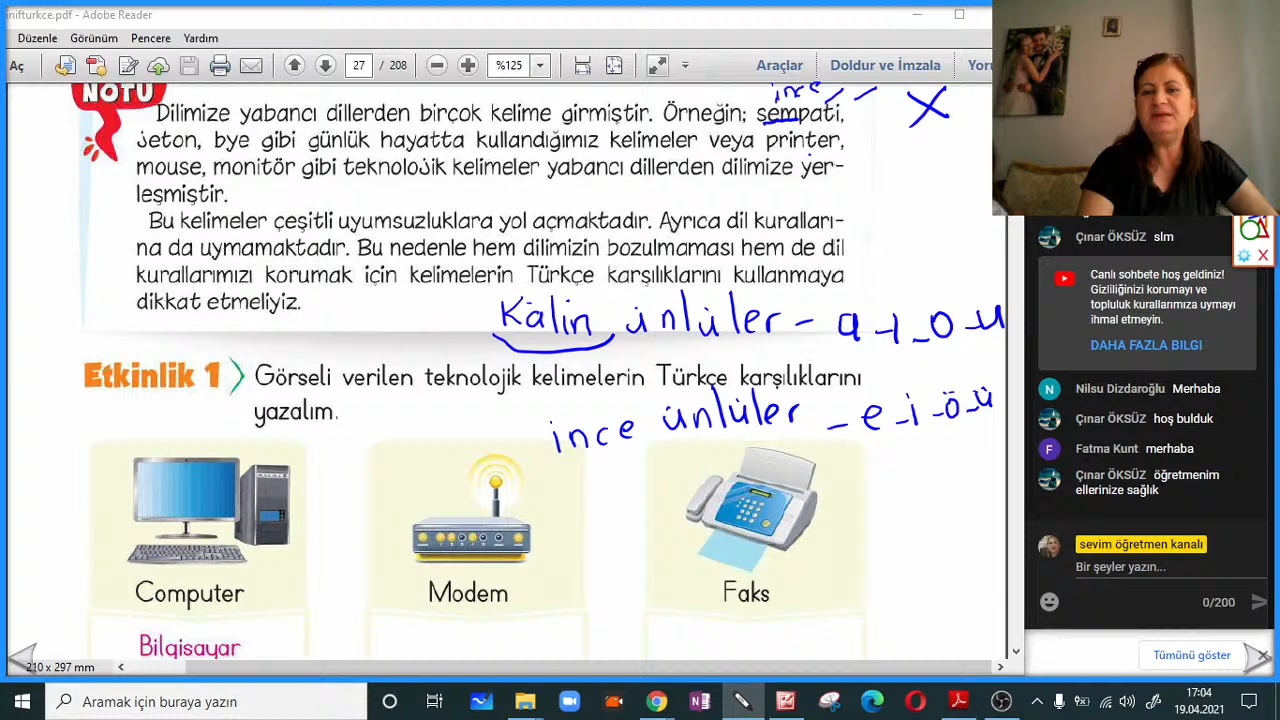 nifturkce.pdf - Adobe Reader
Düzenle Görünüm Pencere Yardım
Aç 27 / 208 %125 Araçlar Doldur ve İmzala
NOTU
ince
X
Dilimize yabancı dillerden birçok kelime girmiştir. Örneğin; sempati,
jeton, bye gibi günlük hayatta kullandığımız kelimeler veya printer,
mouse, monitör gibi teknolojik kelimeler yabancı dillerden dilimize yer-
leşmiştir.
Bu kelimeler çeşitli uyumsuzluklara yol açmaktadır. Ayrıca dil kuralları-
na da uymamaktadır. Bu nedenle hem dilimizin bozulmaması hem de dil
kurallarımızı korumak için kelimelerin Türkçe karşılıklarını kullanmaya
dikkat etmeliyiz.
Kalın ünlüler - a-ı-o-u
Etkinlik 1 Görseli verilen teknolojik kelimelerin Türkçe karşılıklarını
yazalım.
ince ünlüler - e-i-ö-ü
Computer Modem Faks
Bilgisayar
210 x 297 mm
Çınar ÖKSÜZ slm
Canlı sohbete hoş geldiniz!
Gizliliğinizi korumayı ve
topluluk kurallarımıza uymayı
ihmal etmeyin.
DAHA FAZLA BILGI
N Nilsu Dizdaroğlu Merhaba
Çınar ÖKSÜZ hoş bulduk
F Fatma Kunt merhaba
Çınar ÖKSÜZ öğretmenim
ellerinize sağlık
sevim öğretmen kanalı
Bir şeyler yazın...
0/200
Tümünü göster
Aramak için buraya yazın
17:04
19.04.2021